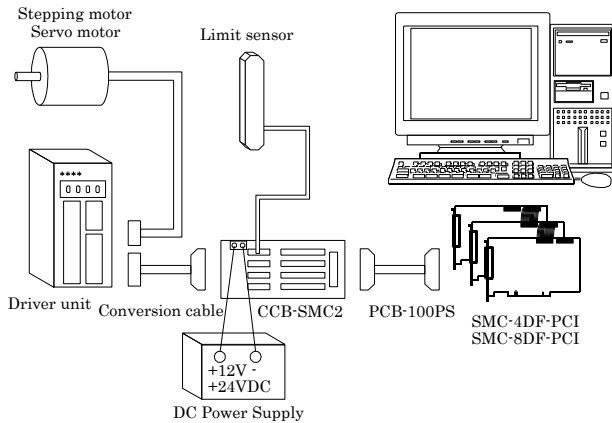 Stepping motor
Servo motor
Limit sensor
****
Driver unit
Conversion cable
CCB-SMC2
PCB-100PS
SMC-4DF-PCI
SMC-8DF-PCI
+12V -
+24VDC
DC Power Supply